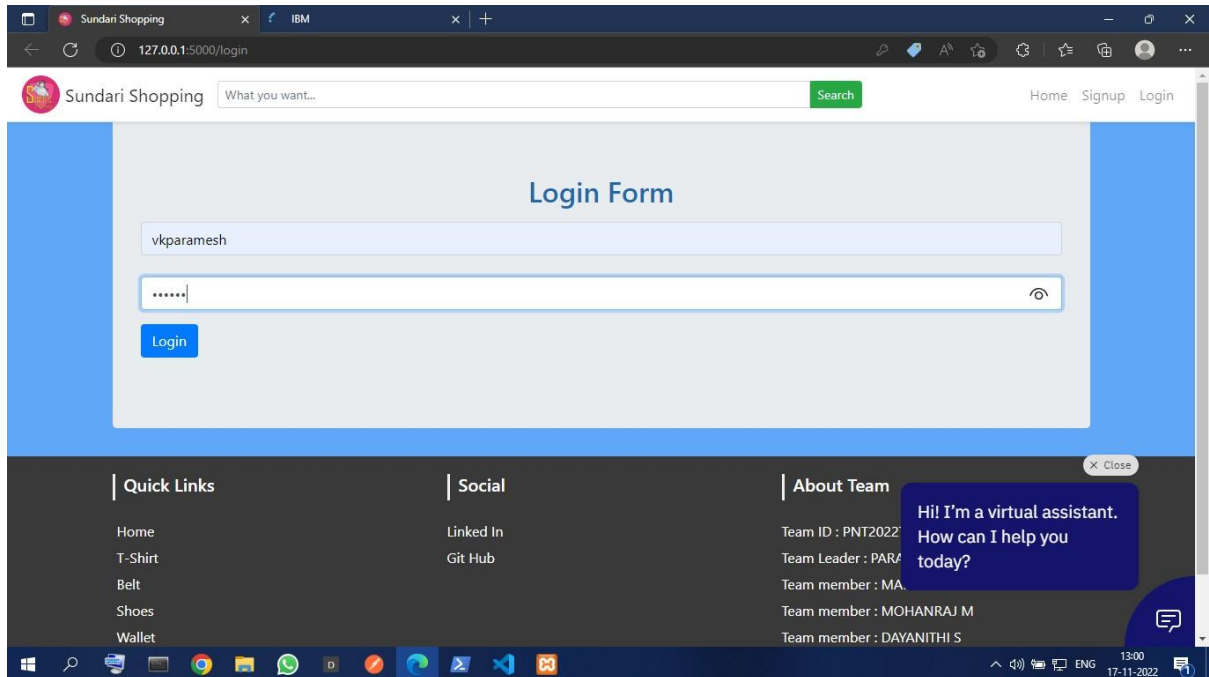 Sundari Shopping
IBM
127.0.0.1:5000/login
Sundari Shopping
What you want...
Search
Home Signup Login
Login Form
vkparamesh
Login
Quick Links
Home
T-Shirt
Belt
Shoes
Wallet
Social
Linked In
Git Hub
About Team
Team ID : PNT2022
Team Leader : PARA
Team member : MA
Team member : MOHANRAJ M
Team member : DAYANITHI S
× Close
Hi! I'm a virtual assistant.
How can I help you
today?
ENG
13:00
17-11-2022